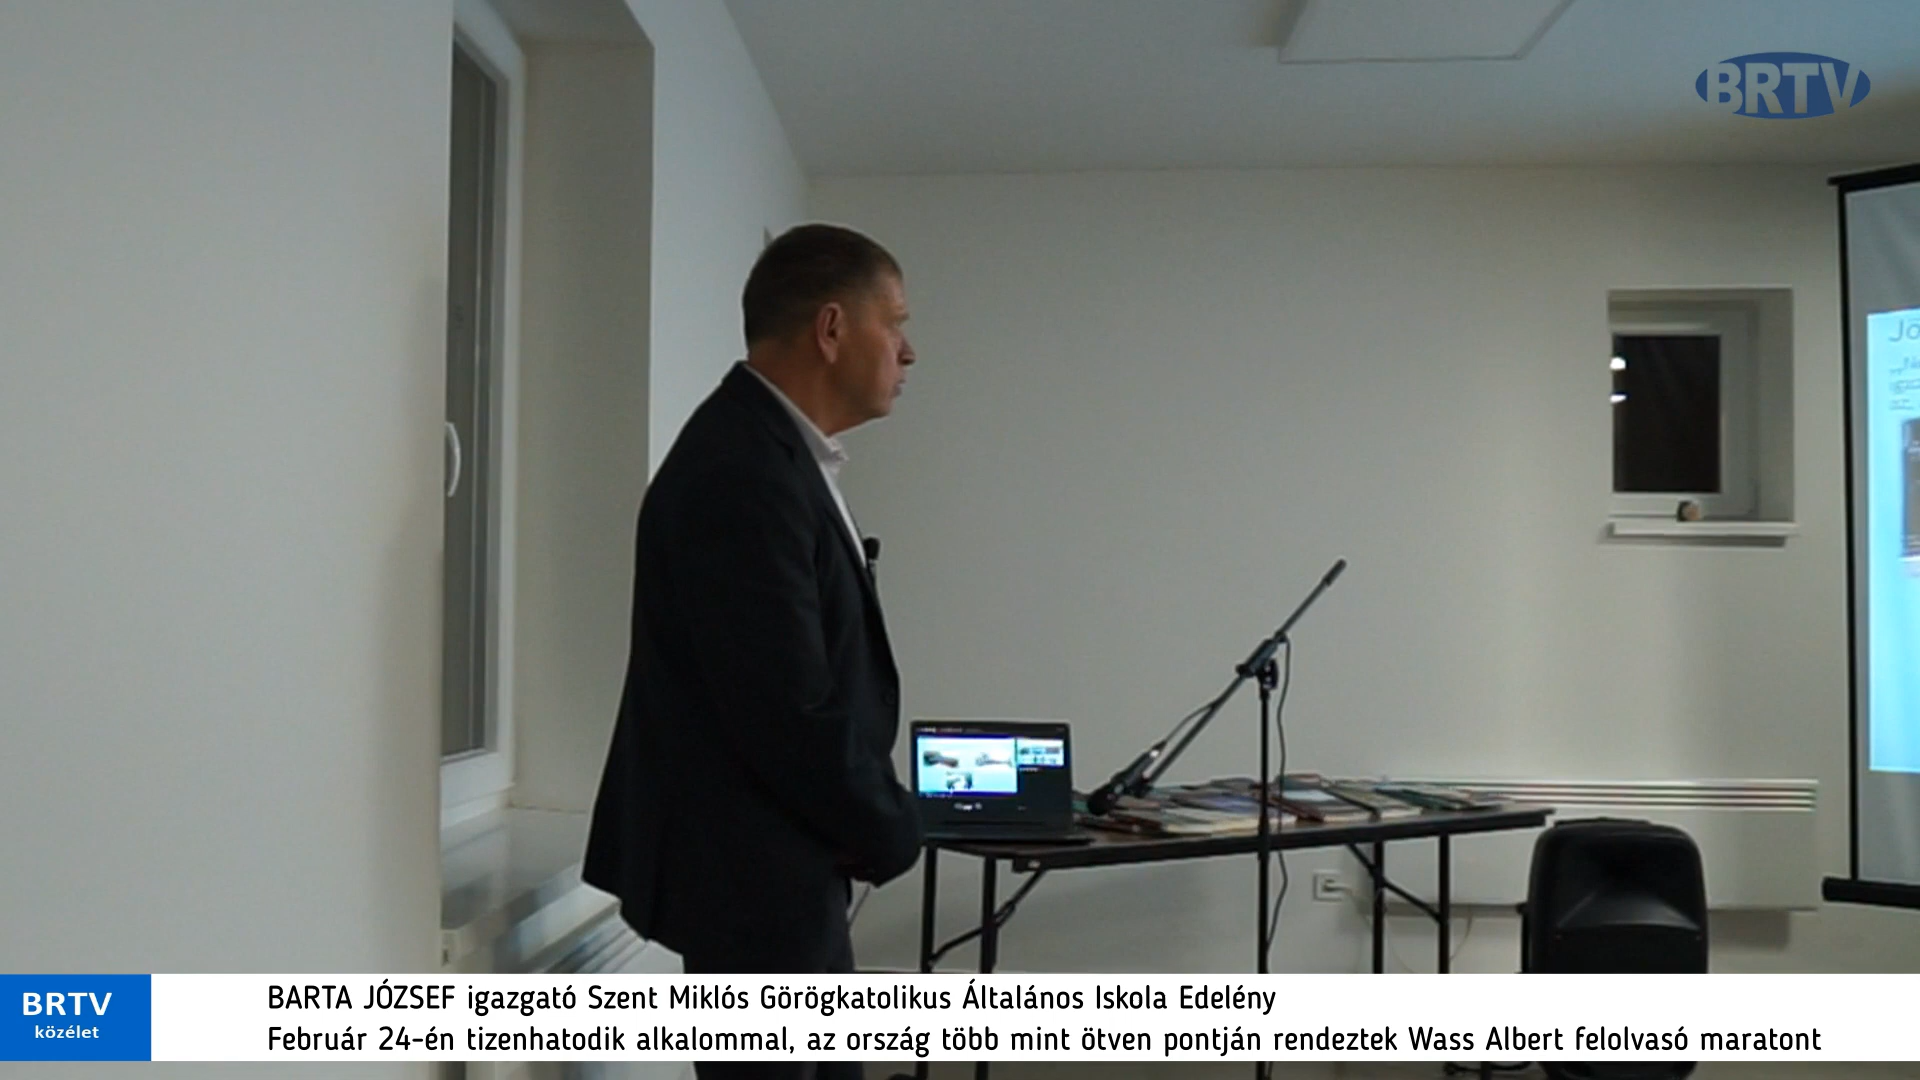 BRTV
BRTV
közélet
BARTA JÓZSEF igazgató Szent Miklós Görögkatolikus Általános Iskola Edelény
Február 24-én tizenhatodik alkalommal, az ország több mint ötven pontján rendeztek Wass Albert felolvasó maratont